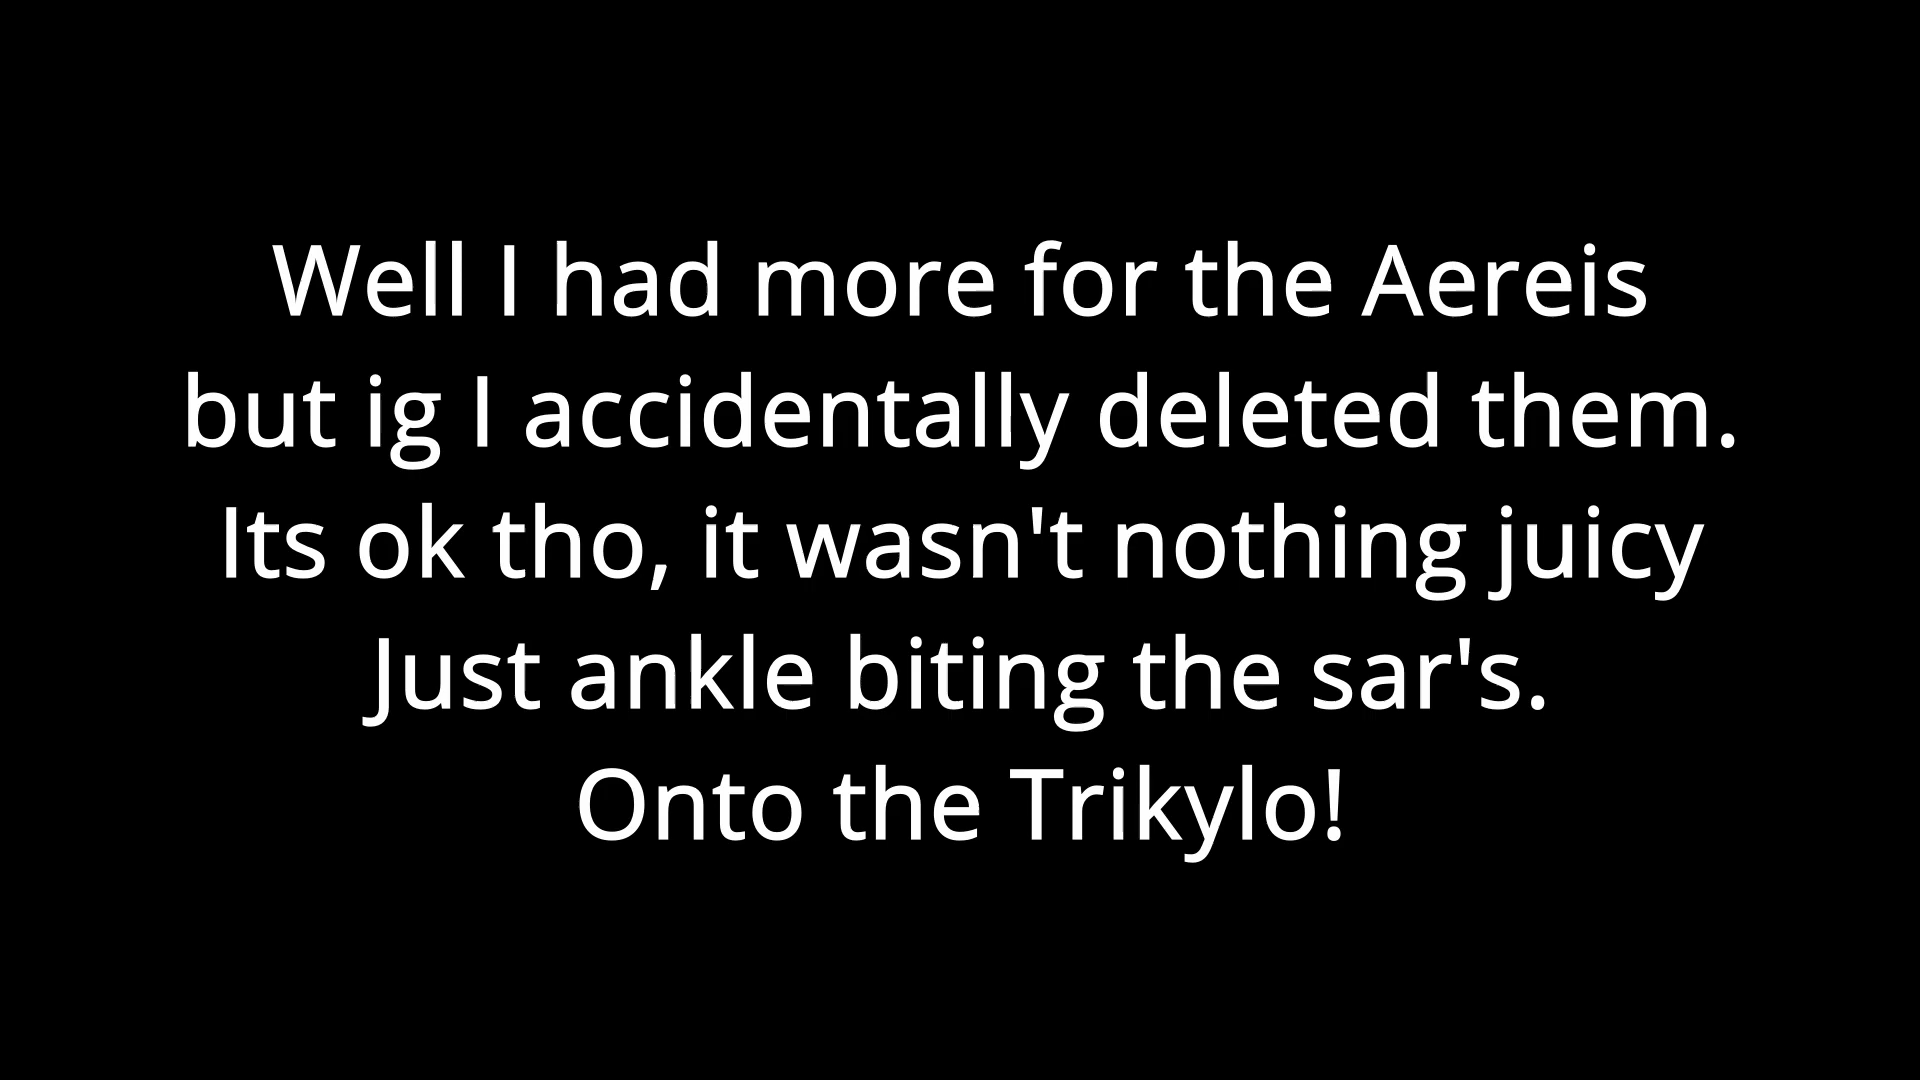 Well I had more for the Aereis
but ig I accidentally deleted them.
Its ok tho, it wasn't nothing juicy
Just ankle biting the sar's.
Onto the Trikylo!